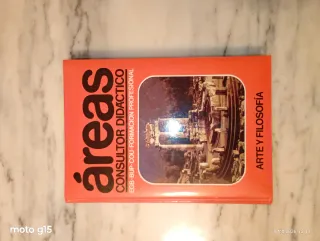 áreas
CONSULTOR DIDÁCTICO
EGB·BUP·COU·FORMACIÓN PROFESIONAL
ARTE Y FILOSOFÍA
moto g15